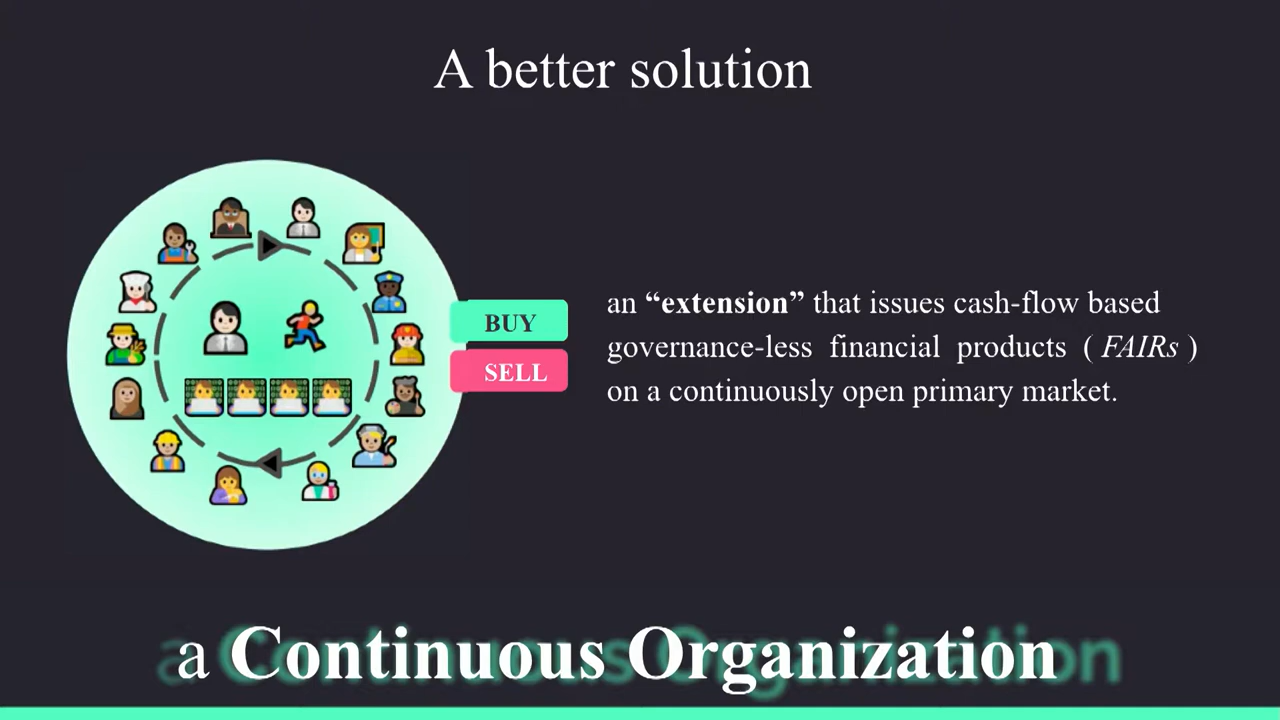 A better solution
BUY
SELL
an “extension” that issues cash-flow based
governance-less financial products ( FAIRs )
on a continuously open primary market.
a Continuous Organization